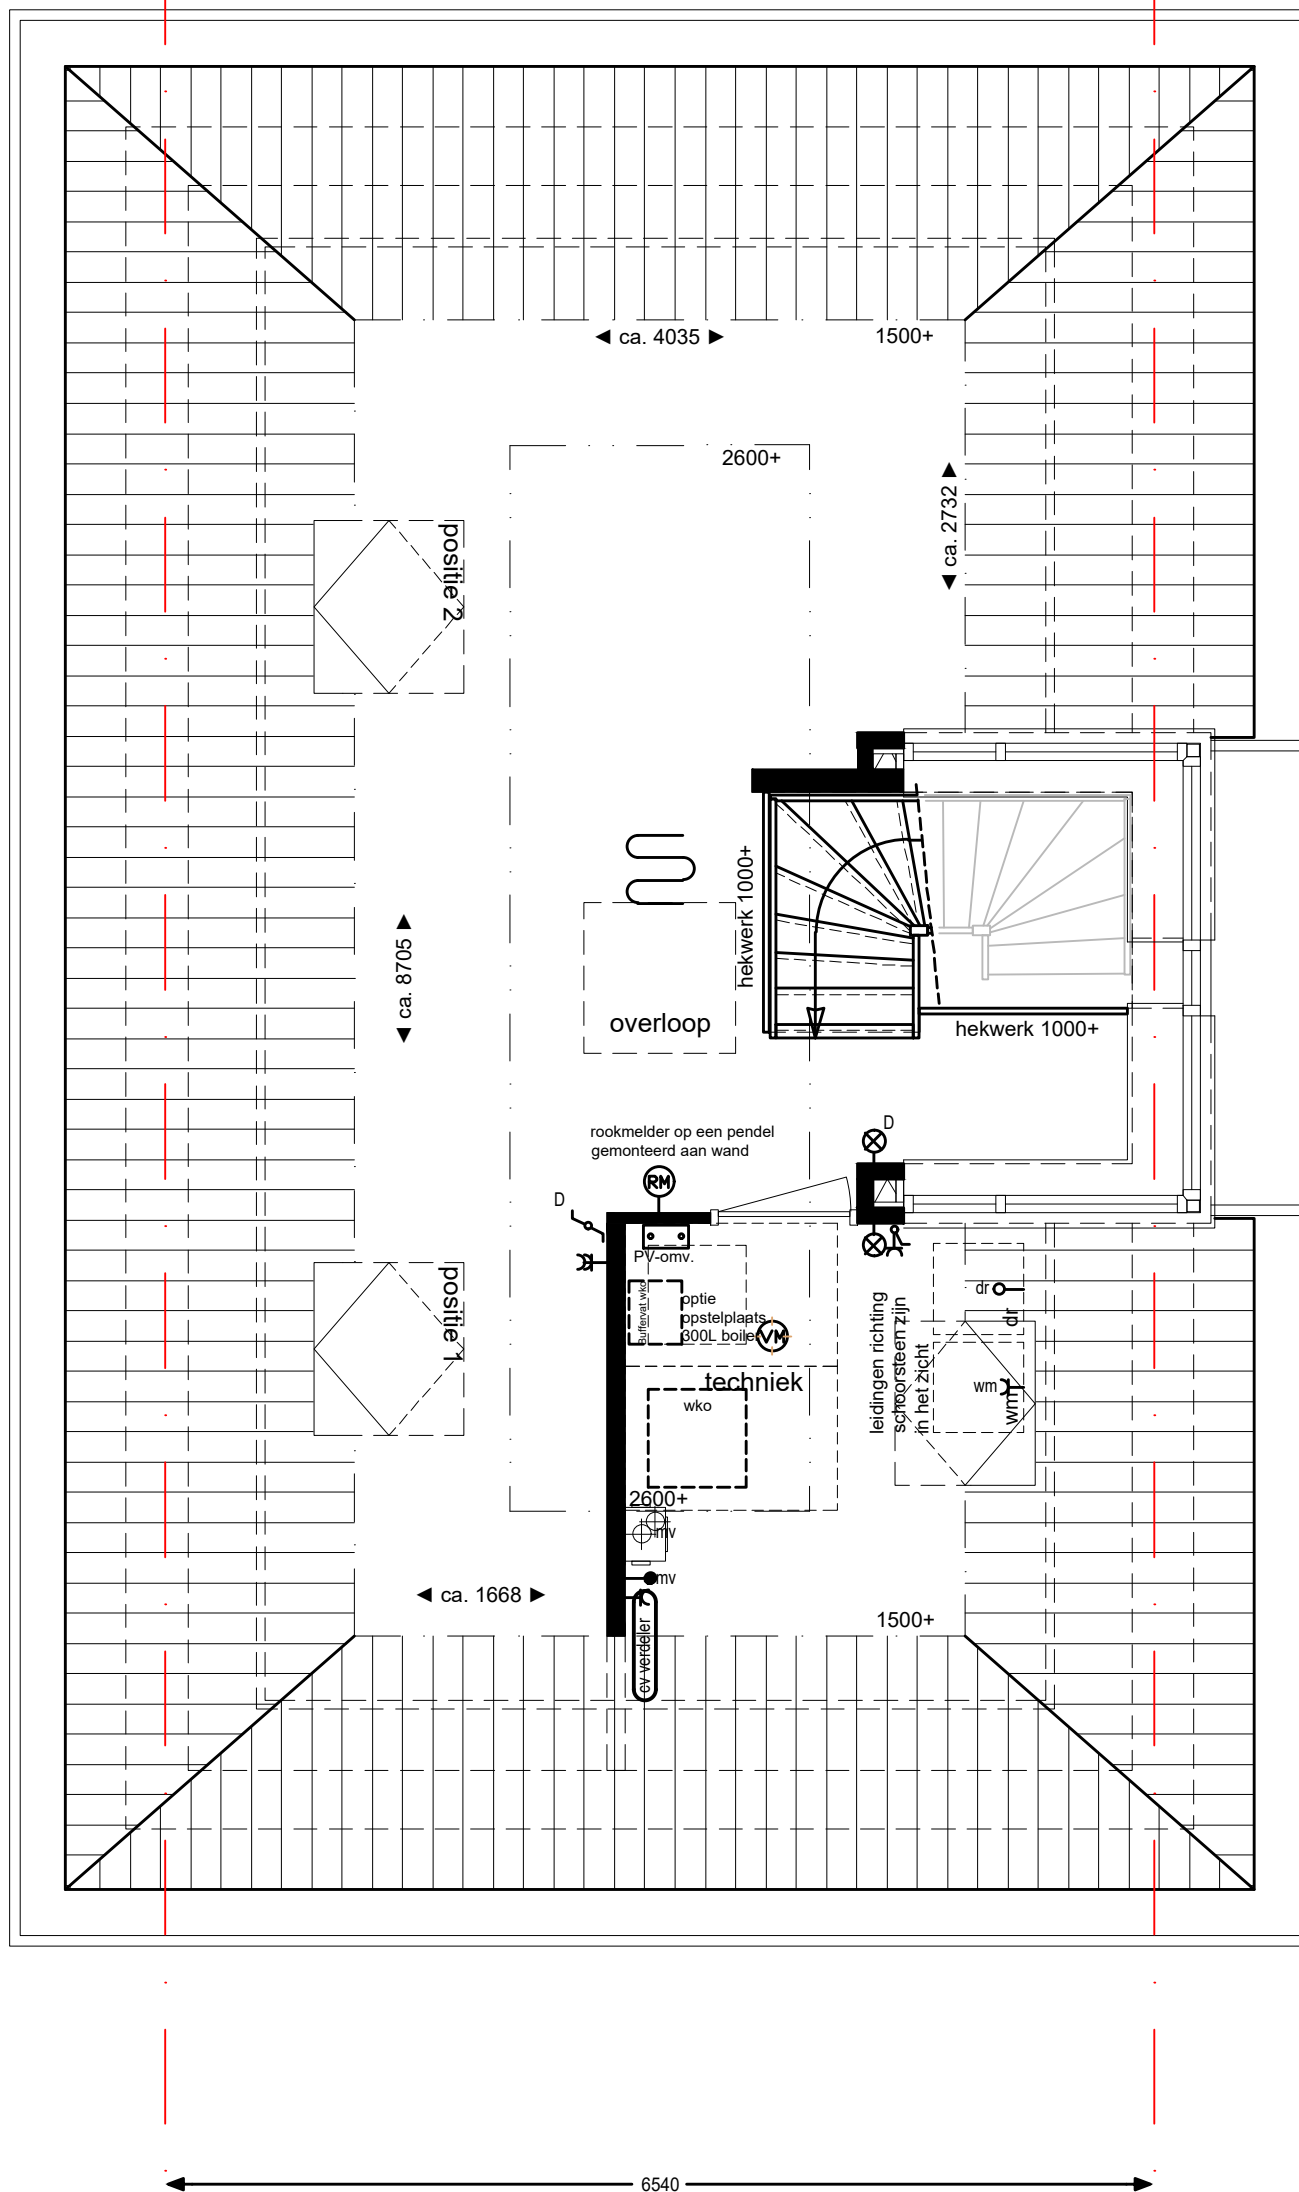 ca. 4035
1500+
2600+
ca. 2732
positie 2
hekwerk 1000+
ca. 8705
overloop
hekwerk 1000+
rookmelder op een pendel
gemonteerd aan wand
D
D
RM
PV-omv.
positie 1
Buffervat wko
optie
opstelplaats
300L boiler
VM
techniek
wko
leidingen richting
schoorsteen zijn
in het zicht
dr
dr
wm
wm
2600+
mv
mv
ca. 1668
1500+
cv verdeler
6540